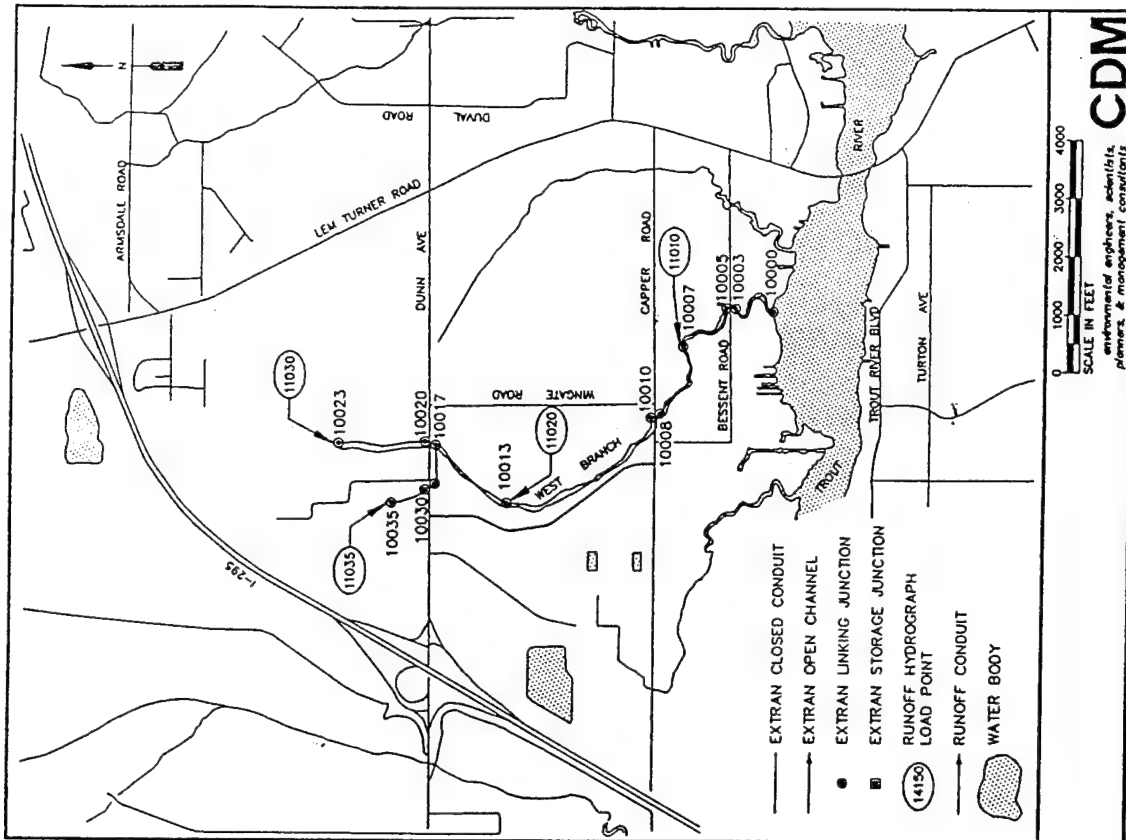 N
ARMSDALE ROAD
DUVAL
ROAD
LEM TURNER ROAD
11030
10023
I-295
DUNN AVE
10020
10017
10035
10030
11035
10013
11020
WINGATE
ROAD
WEST BRANCH
CAPPER ROAD
10010
10008
11010
10007
10005
10003
10000
BESSENT ROAD
TROUT
RIVER
TROUT RIVER BLVD
TURTON AVE
EXTRAN CLOSED CONDUIT
EXTRAN OPEN CHANNEL
EXTRAN LINKING JUNCTION
EXTRAN STORAGE JUNCTION
14150
RUNOFF HYDROGRAPH
LOAD POINT
RUNOFF CONDUIT
WATER BODY
0 1000 2000 3000 4000
SCALE IN FEET
CDM
environmental engineers, scientists,
planners, & management consultants